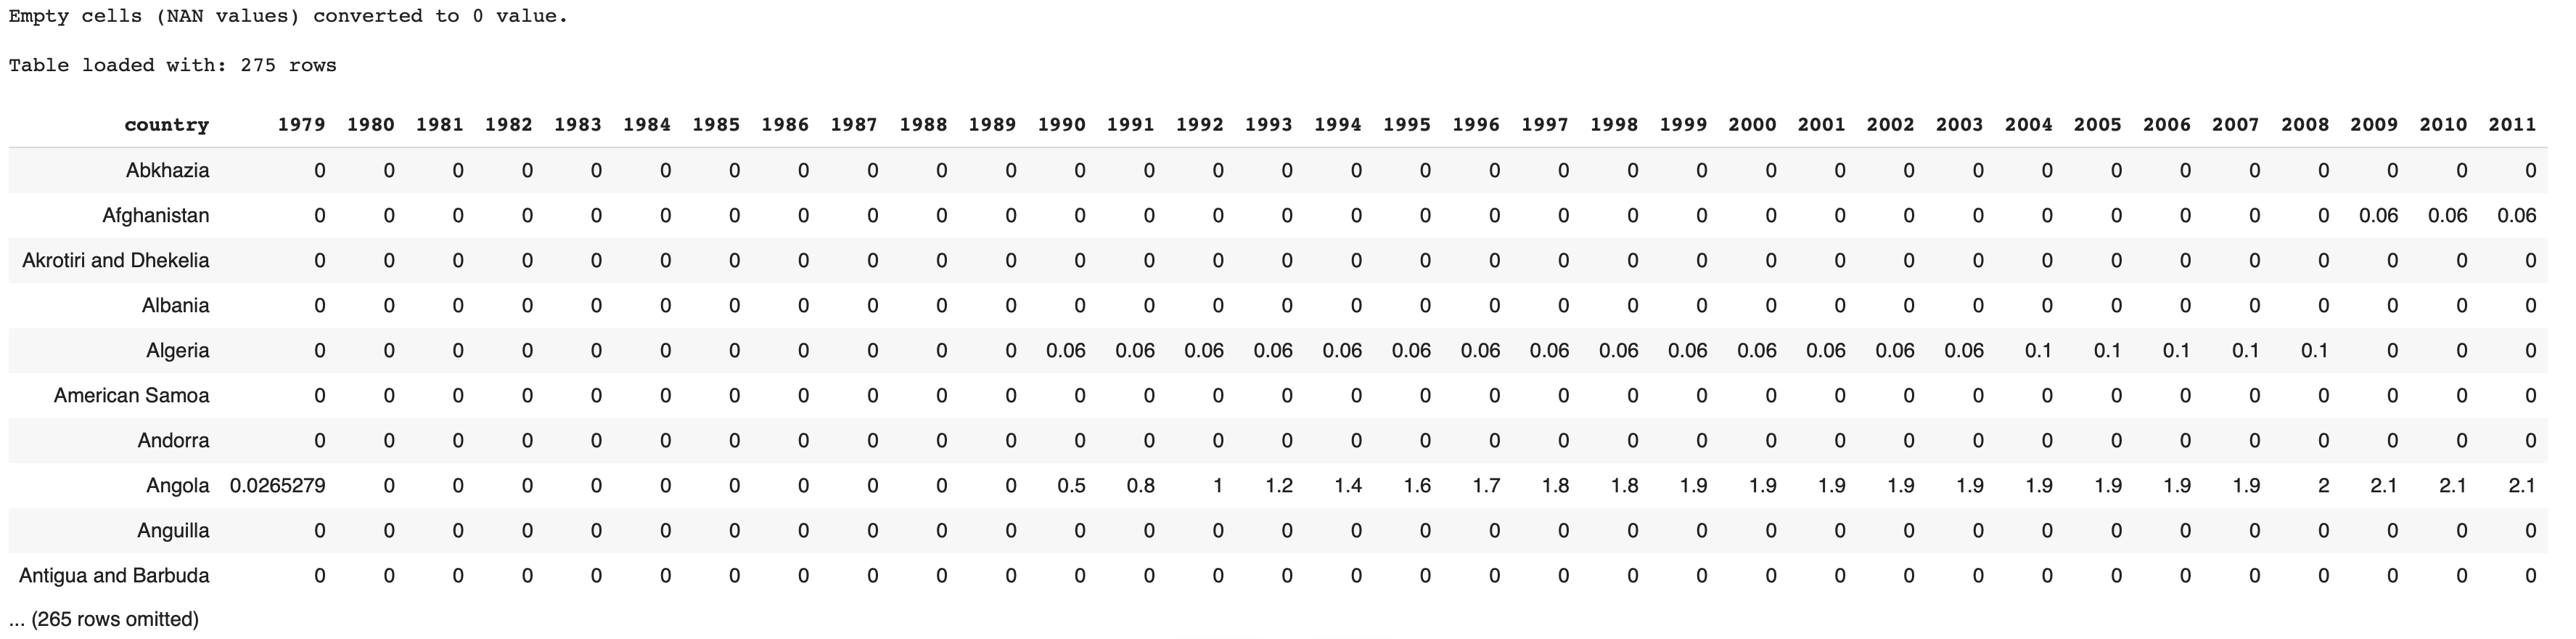 Empty cells (NAN values) converted to 0 value.
Table loaded with: 275 rows
country 1979 1980 1981 1982 1983 1984 1985 1986 1987 1988 1989 1990 1991 1992 1993 1994 1995 1996 1997 1998 1999 2000 2001 2002 2003 2004 2005 2006 2007 2008 2009 2010 2011
Abkhazia 0 0 0 0 0 0 0 0 0 0 0 0 0 0 0 0 0 0 0 0 0 0 0 0 0 0 0 0 0 0 0 0 0
Afghanistan 0 0 0 0 0 0 0 0 0 0 0 0 0 0 0 0 0 0 0 0 0 0 0 0 0 0 0 0 0 0 0.06 0.06 0.06
Akrotiri and Dhekelia 0 0 0 0 0 0 0 0 0 0 0 0 0 0 0 0 0 0 0 0 0 0 0 0 0 0 0 0 0 0 0 0 0
Albania 0 0 0 0 0 0 0 0 0 0 0 0 0 0 0 0 0 0 0 0 0 0 0 0 0 0 0 0 0 0 0 0 0
Algeria 0 0 0 0 0 0 0 0 0 0 0 0.06 0.06 0.06 0.06 0.06 0.06 0.06 0.06 0.06 0.06 0.06 0.06 0.06 0.06 0.1 0.1 0.1 0.1 0.1 0 0 0
American Samoa 0 0 0 0 0 0 0 0 0 0 0 0 0 0 0 0 0 0 0 0 0 0 0 0 0 0 0 0 0 0 0 0 0
Andorra 0 0 0 0 0 0 0 0 0 0 0 0 0 0 0 0 0 0 0 0 0 0 0 0 0 0 0 0 0 0 0 0 0
Angola 0.0265279 0 0 0 0 0 0 0 0 0 0 0.5 0.8 1 1.2 1.4 1.6 1.7 1.8 1.8 1.9 1.9 1.9 1.9 1.9 1.9 1.9 1.9 1.9 2 2.1 2.1 2.1
Anguilla 0 0 0 0 0 0 0 0 0 0 0 0 0 0 0 0 0 0 0 0 0 0 0 0 0 0 0 0 0 0 0 0 0
Antigua and Barbuda 0 0 0 0 0 0 0 0 0 0 0 0 0 0 0 0 0 0 0 0 0 0 0 0 0 0 0 0 0 0 0 0 0
... (265 rows omitted)